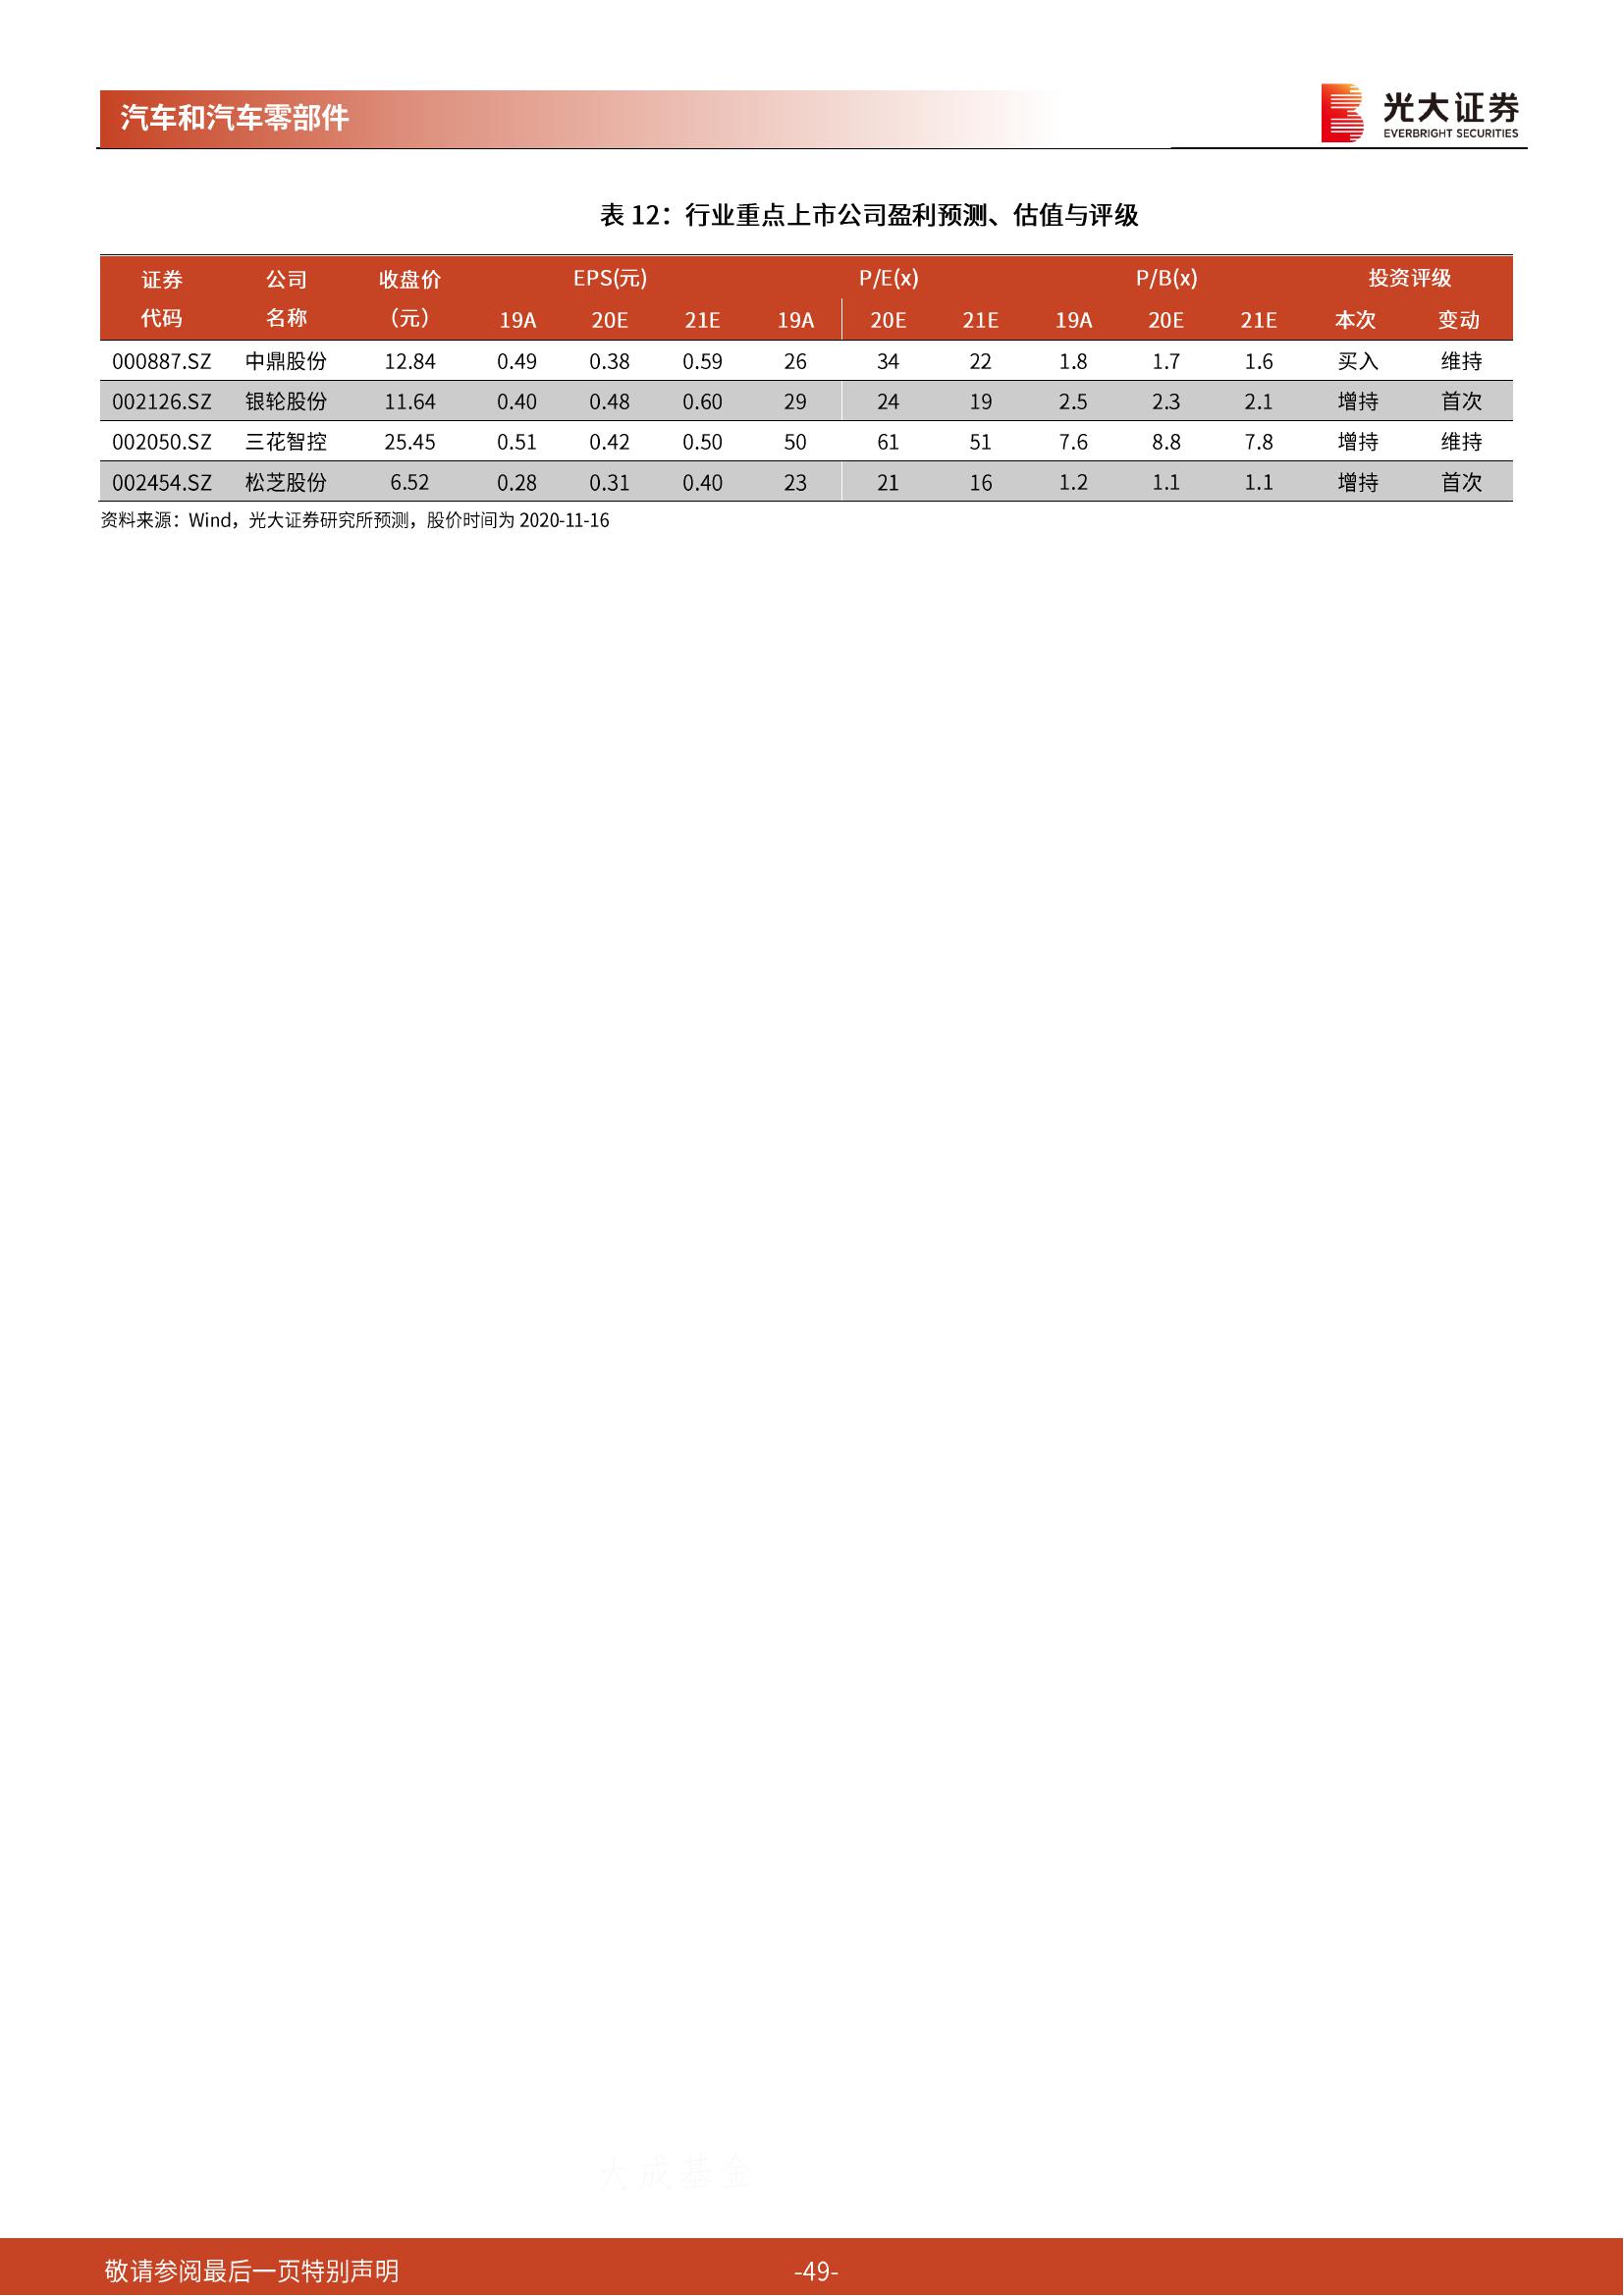 汽车和汽车零部件
光大证券
EVERBRIGHT SECURITIES
表 12：行业重点上市公司盈利预测、估值与评级
证券 公司 收盘价 EPS(元) P/E(x) P/B(x) 投资评级
代码 名称 （元） 19A 20E 21E 19A 20E 21E 19A 20E 21E 本次 变动
000887.SZ 中鼎股份 12.84 0.49 0.38 0.59 26 34 22 1.8 1.7 1.6 买入 维持
002126.SZ 银轮股份 11.64 0.40 0.48 0.60 29 24 19 2.5 2.3 2.1 增持 首次
002050.SZ 三花智控 25.45 0.51 0.42 0.50 50 61 51 7.6 8.8 7.8 增持 维持
002454.SZ 松芝股份 6.52 0.28 0.31 0.40 23 21 16 1.2 1.1 1.1 增持 首次
资料来源：Wind，光大证券研究所预测，股价时间为 2020-11-16
大成基金
敬请参阅最后一页特别声明 -49-